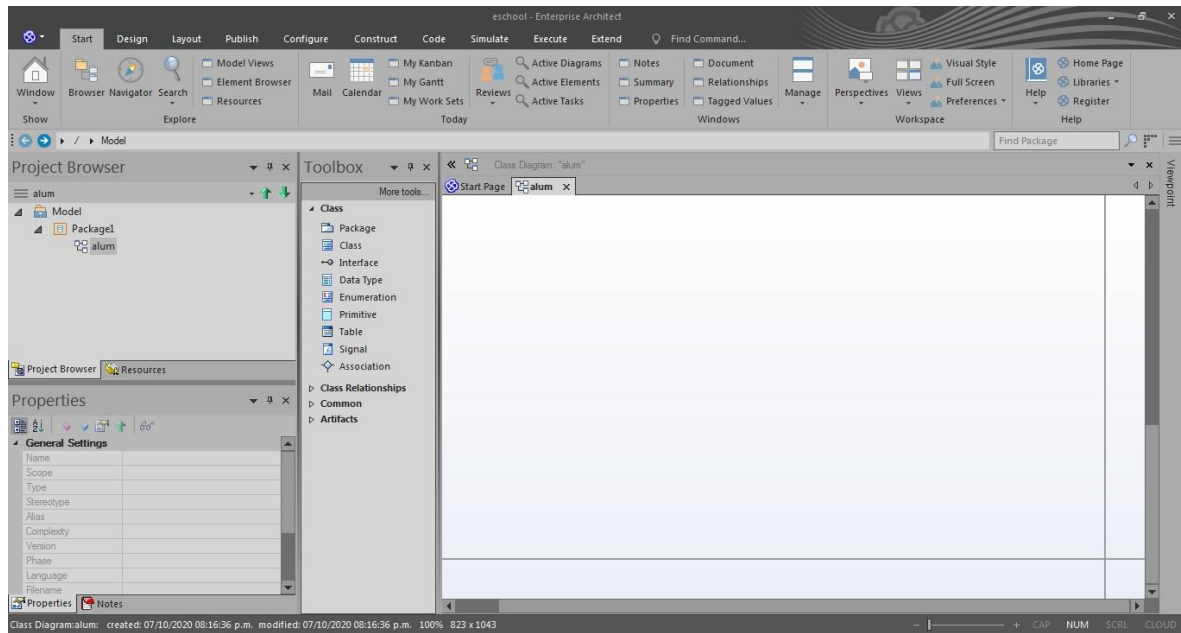 eschool - Enterprise Architect
Start Design Layout Publish Configure Construct Code Simulate Execute Extend Find Command...
Window
Show
Browser Navigator Search
Model Views
Element Browser
Resources
Explore
Mail Calendar
My Kanban
My Gantt
My Work Sets
Today
Reviews
Active Diagrams
Active Elements
Active Tasks
Notes
Summary
Properties
Document
Relationships
Tagged Values
Windows
Manage
Perspectives Views
Visual Style
Full Screen
Preferences
Workspace
Help
Home Page
Libraries
Register
Help
/ Model
Find Package
Project Browser
alum
Model
Package1
alum
Project Browser Resources
Properties
General Settings
Name
Scope
Type
Stereotype
Alias
Complexity
Version
Phase
Language
Filename
Properties Notes
Toolbox
More tools...
Class
Package
Class
Interface
Data Type
Enumeration
Primitive
Table
Signal
Association
Class Relationships
Common
Artifacts
Class Diagram: "alum"
Start Page alum
Viewpoint
Class Diagram:alum: created: 07/10/2020 08:16:36 p.m. modified: 07/10/2020 08:16:36 p.m. 100% 823 x 1043
CAP NUM SCRL CLOUD